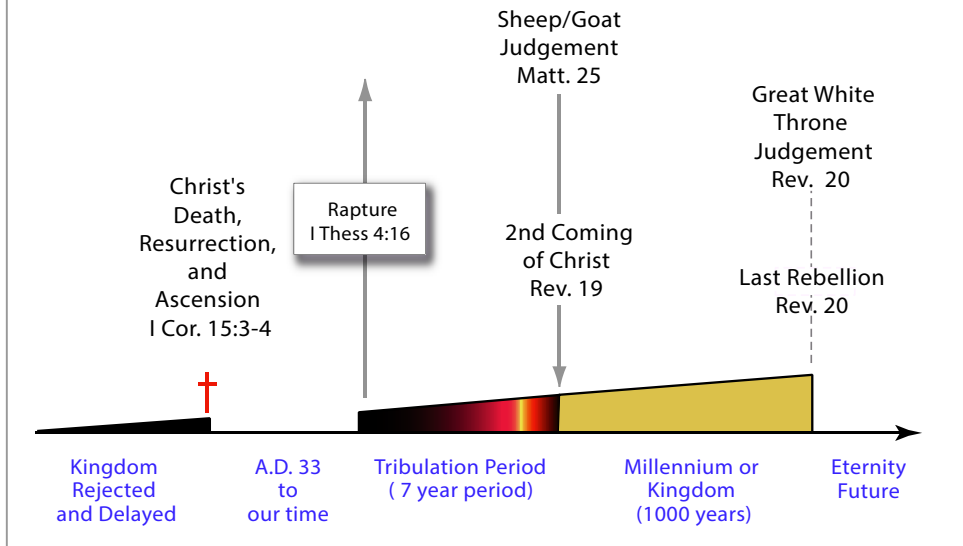 Sheep/Goat
Judgement
Matt. 25
Great White
Throne
Judgement
Rev. 20
Christ's
Death,
Resurrection,
and
Ascension
I Cor. 15:3-4
Rapture
I Thess 4:16
2nd Coming
of Christ
Rev. 19
Last Rebellion
Rev. 20
Kingdom
Rejected
and Delayed
A.D. 33
to
our time
Tribulation Period
( 7 year period)
Millennium or
Kingdom
(1000 years)
Eternity
Future